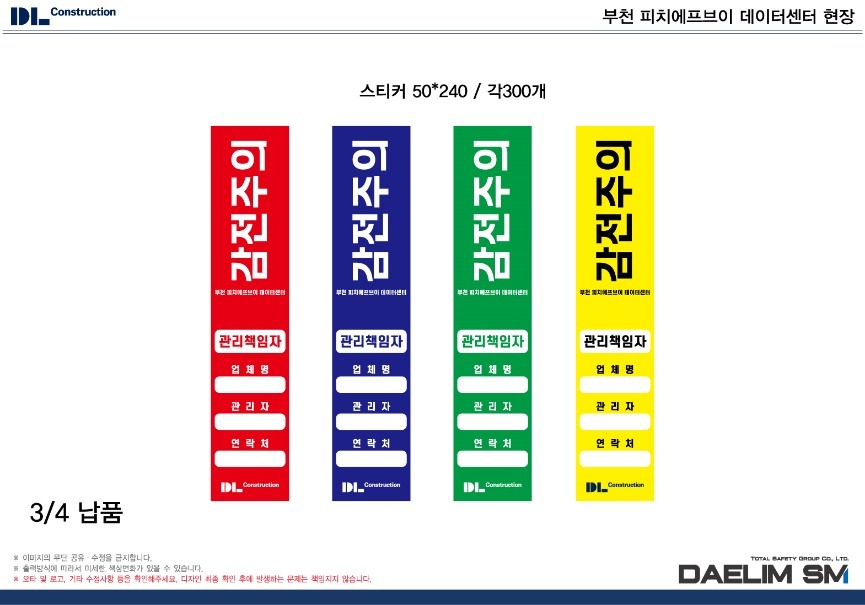 DL Construction
부천 피치에프브이 데이터센터 현장
스티커 50*240 / 각300개
감전주의
부천 피치에프브이 데이터센터
관리책임자
업 체 명
관 리 자
연 락 처
DL Construction
감전주의
부천 피치에프브이 데이터센터
관리책임자
업 체 명
관 리 자
연 락 처
DL Construction
감전주의
부천 피치에프브이 데이터센터
관리책임자
업 체 명
관 리 자
연 락 처
DL Construction
감전주의
부천 피치에프브이 데이터센터
관리책임자
업 체 명
관 리 자
연 락 처
DL Construction
3/4 납품
※ 이미지의 무단 공유 · 수정을 금지합니다.
※ 출력방식에 따라서 미세한 색상변화가 있을 수 있습니다.
※ 오타 및 로고, 기타 수정사항 등을 확인해주세요. 디자인 최종 확인 후에 발생하는 문제는 책임지지 않습니다.
TOTAL SAFETY GROUP CO., LTD.
DAELIM SM